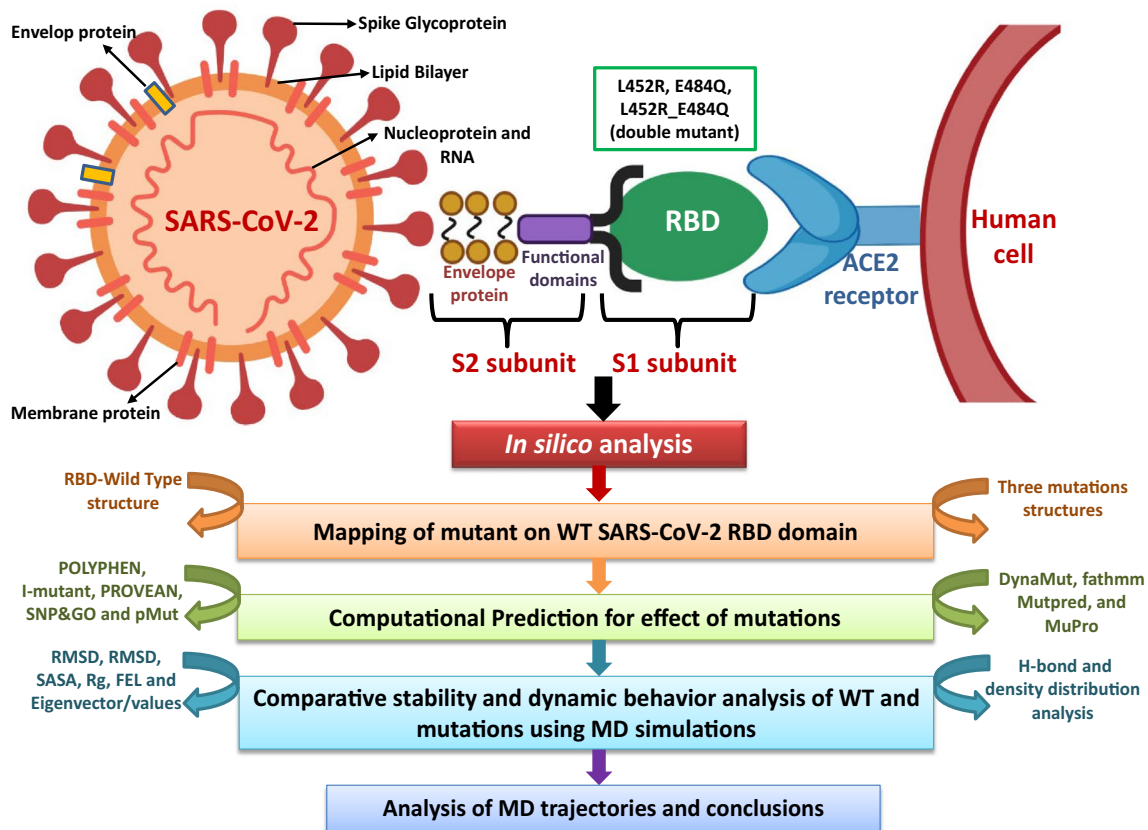 Envelop protein
Spike Glycoprotein
Lipid Bilayer
Nucleoprotein and
RNA
SARS-CoV-2
Membrane protein
L452R, E484Q,
L452R_E484Q
(double mutant)
RBD
Envelope
protein
Functional
domains
ACE2
receptor
Human
cell
S2 subunit
S1 subunit
In silico analysis
RBD-Wild Type
structure
Mapping of mutant on WT SARS-CoV-2 RBD domain
Three mutations
structures
POLYPHEN,
I-mutant, PROVEAN,
SNP&GO and pMut
Computational Prediction for effect of mutations
DynaMut, fathmm
Mutpred, and
MuPro
RMSD, RMSD,
SASA, Rg, FEL and
Eigenvector/values
Comparative stability and dynamic behavior analysis of WT and
mutations using MD simulations
H-bond and
density distribution
analysis
Analysis of MD trajectories and conclusions